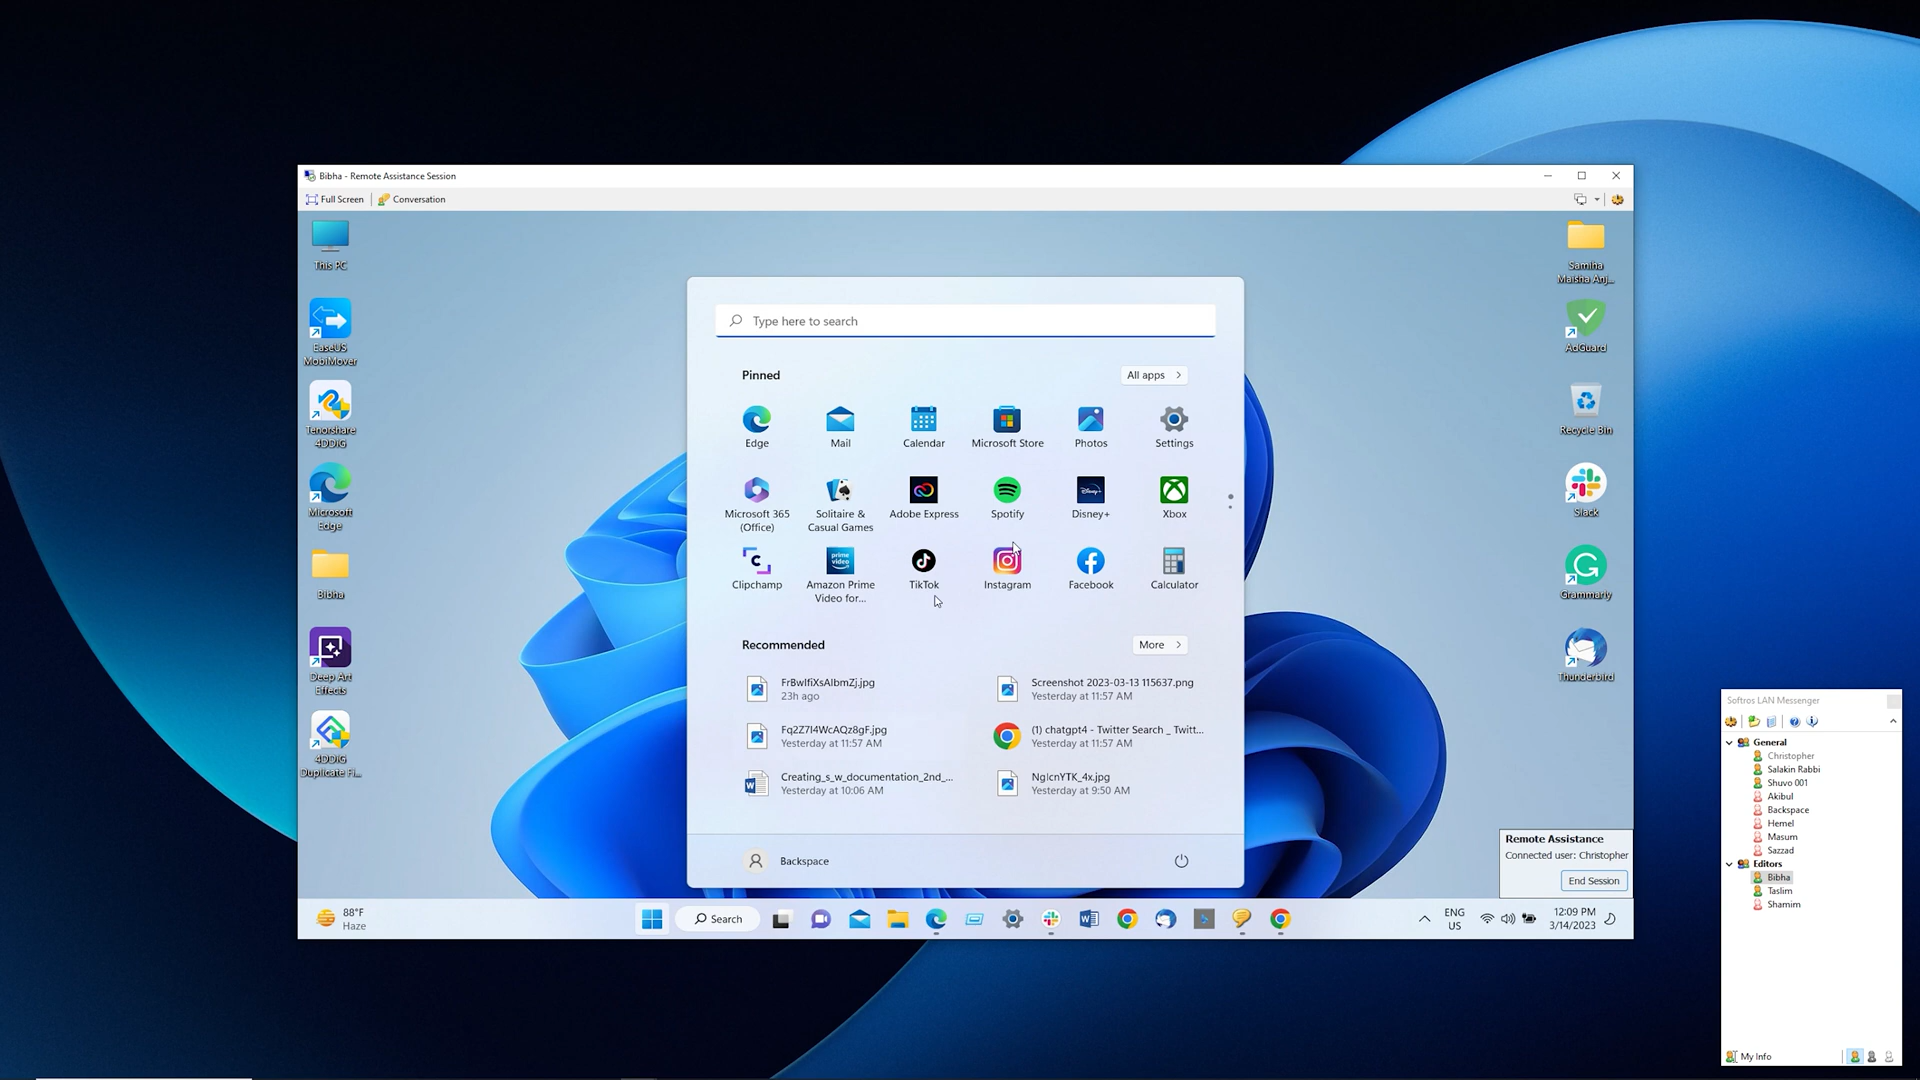 Bibha - Remote Assistance Session
Full Screen
Conversation
This PC
EaseUS
MobiMover
Tenorshare
4DDiG
Microsoft
Edge
Bibha
Deep Art
Effects
4DDiG
Duplicate Fi...
Type here to search
Pinned
All apps
Edge
Mail
Calendar
Microsoft Store
Photos
Settings
Microsoft 365
(Office)
Solitaire &
Casual Games
Adobe Express
Disney+
Spotify
Disney+
Xbox
Clipchamp
prime
video
Amazon Prime
Video for...
TikTok
Instagram
Facebook
Calculator
Recommended
More
FrBwlfiXsAIbmZj.jpg
23h ago
Screenshot 2023-03-13 115637.png
Yesterday at 11:57 AM
Fq2Z7I4WcAQz8gF.jpg
Yesterday at 11:57 AM
(1) chatgpt4 - Twitter Search _ Twitt...
Yesterday at 11:57 AM
Creating_s_w_documentation_2nd_...
Yesterday at 10:06 AM
NgIcnYTK_4x.jpg
Yesterday at 9:50 AM
Backspace
Samiha
Maisha Anj...
AdGuard
Recycle Bin
Slack
Grammarly
Thunderbird
Remote Assistance
Connected user: Christopher
End Session
88°F
Haze
Search
ENG
US
12:09 PM
3/14/2023
Softros LAN Messenger
General
Christopher
Salakin Rabbi
Shuvo 001
Akibul
Backspace
Hemel
Masum
Sazzad
Editors
Bibha
Taslim
Shamim
My Info